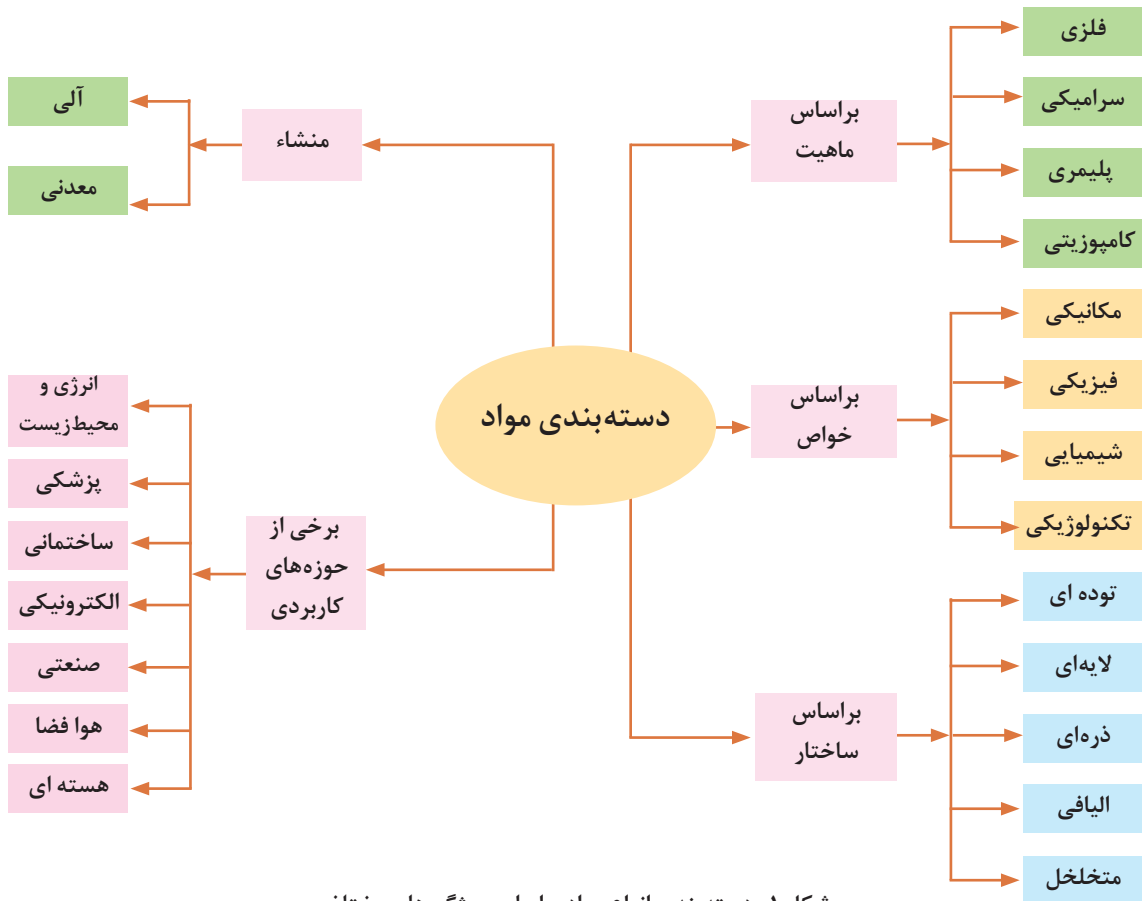 دسته‌بندی مواد
براساس
ماهیت
فلزی
سرامیکی
پلیمری
کامپوزیتی
براساس
خواص
مکانیکی
فیزیکی
شیمیایی
تکنولوژیکی
براساس
ساختار
توده ای
لایه‌ای
ذره‌ای
الیافی
متخلخل
منشاء
آلی
معدنی
برخی از
حوزه‌های
کاربردی
انرژی و
محیط‌زیست
پزشکی
ساختمانی
الکترونیکی
صنعتی
هوا فضا
هسته ای